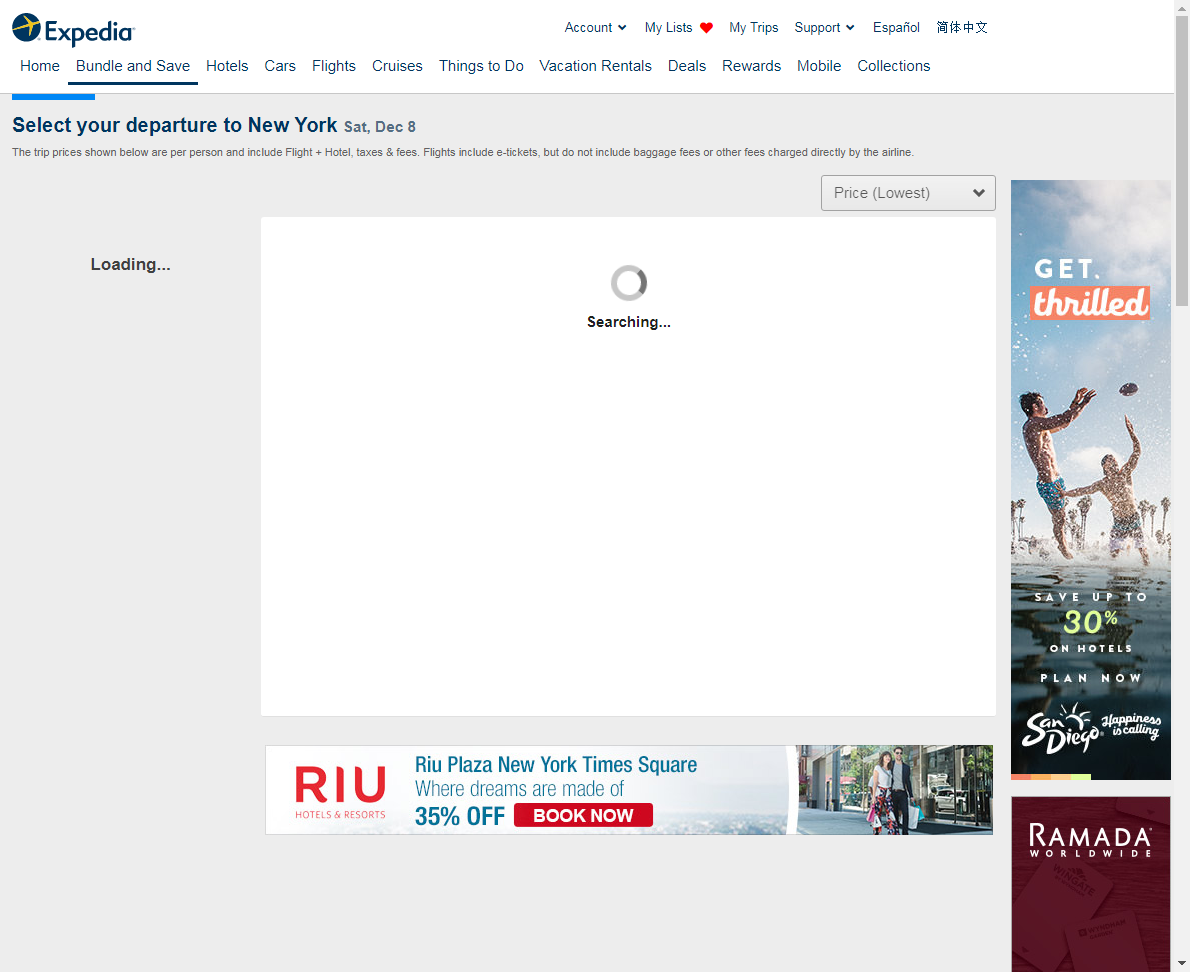 Expedia
Account
My Lists
My Trips
Support
Español
简体中文
Home
Bundle and Save
Hotels
Cars
Flights
Cruises
Things to Do
Vacation Rentals
Deals
Rewards
Mobile
Collections
Select your departure to New York Sat, Dec 8
The trip prices shown below are per person and include Flight + Hotel, taxes & fees. Flights include e-tickets, but do not include baggage fees or other fees charged directly by the airline.
Price (Lowest)
Loading...
Searching...
GET.
thrilled
SAVE UP TO
30%
ON HOTELS
PLAN NOW
San Diego
Happiness is calling
RIU
HOTELS & RESORTS
Riu Plaza New York Times Square
Where dreams are made of
35% OFF
BOOK NOW
RAMADA
WORLDWIDE
WINGATE
WYNDHAM